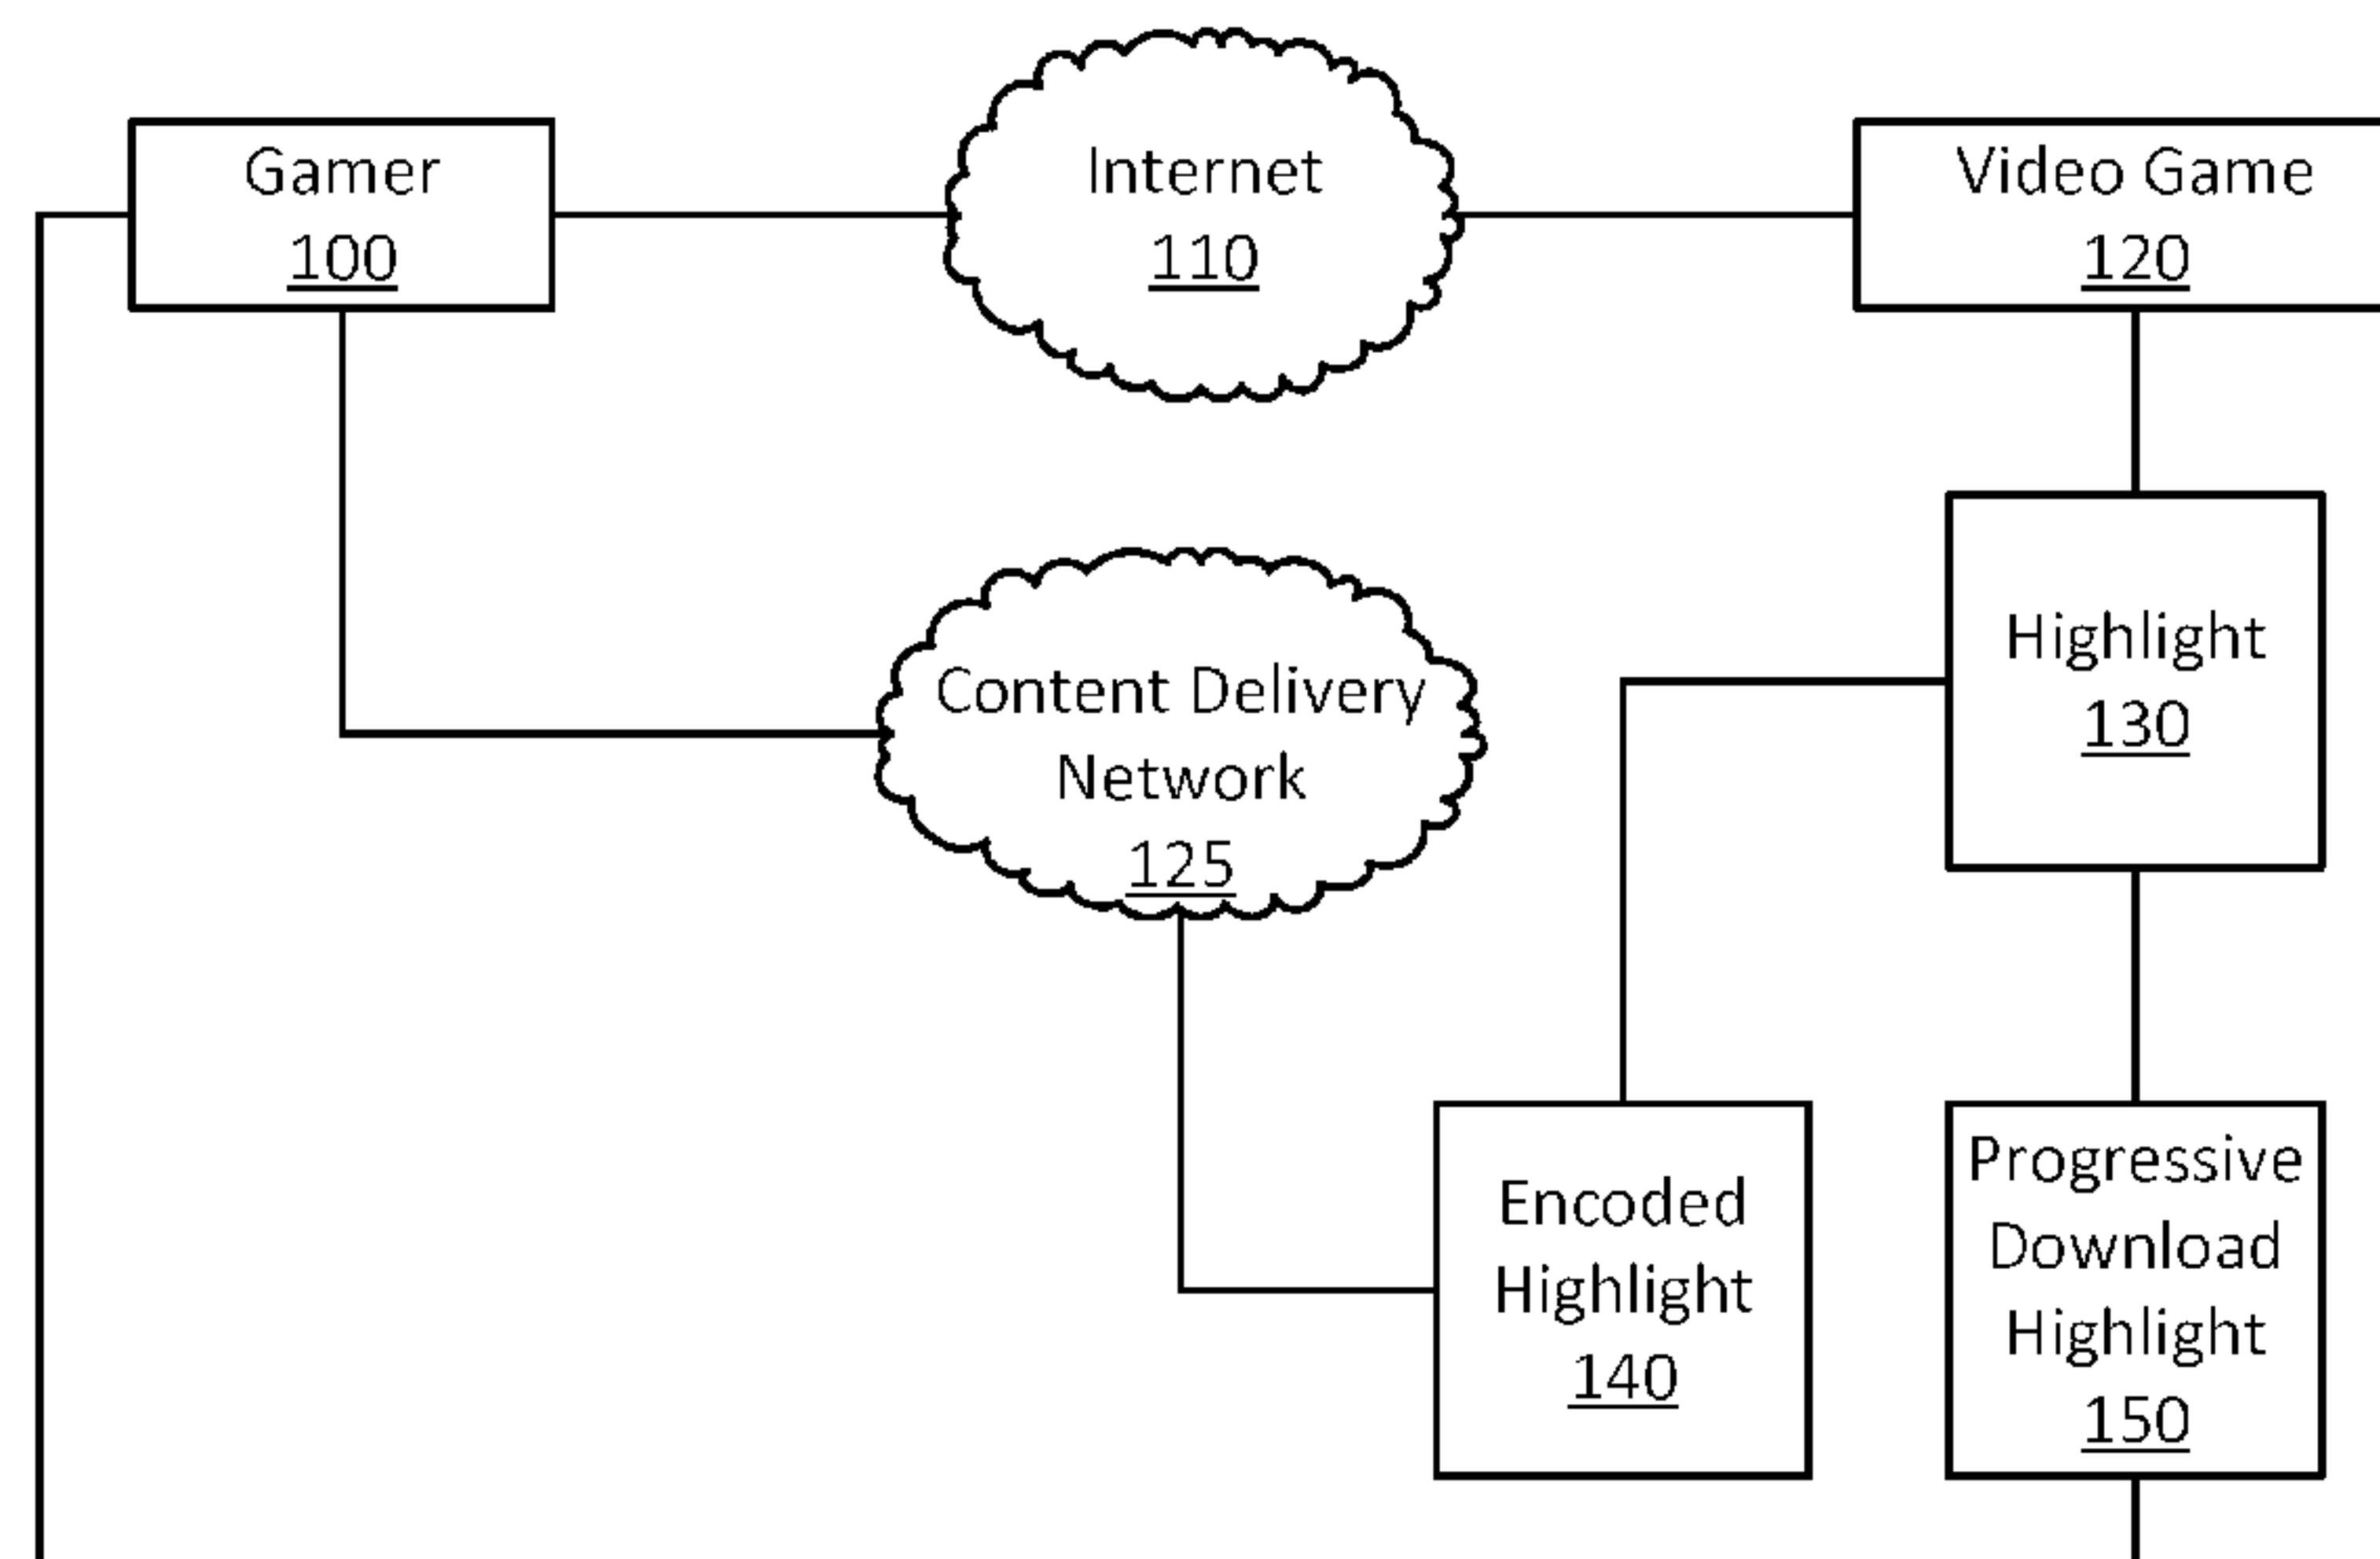 Gamer
100
Internet
110
Video Game
120
Content Delivery
Network
125
Highlight
130
Encoded
Highlight
140
Progressive
Download
Highlight
150